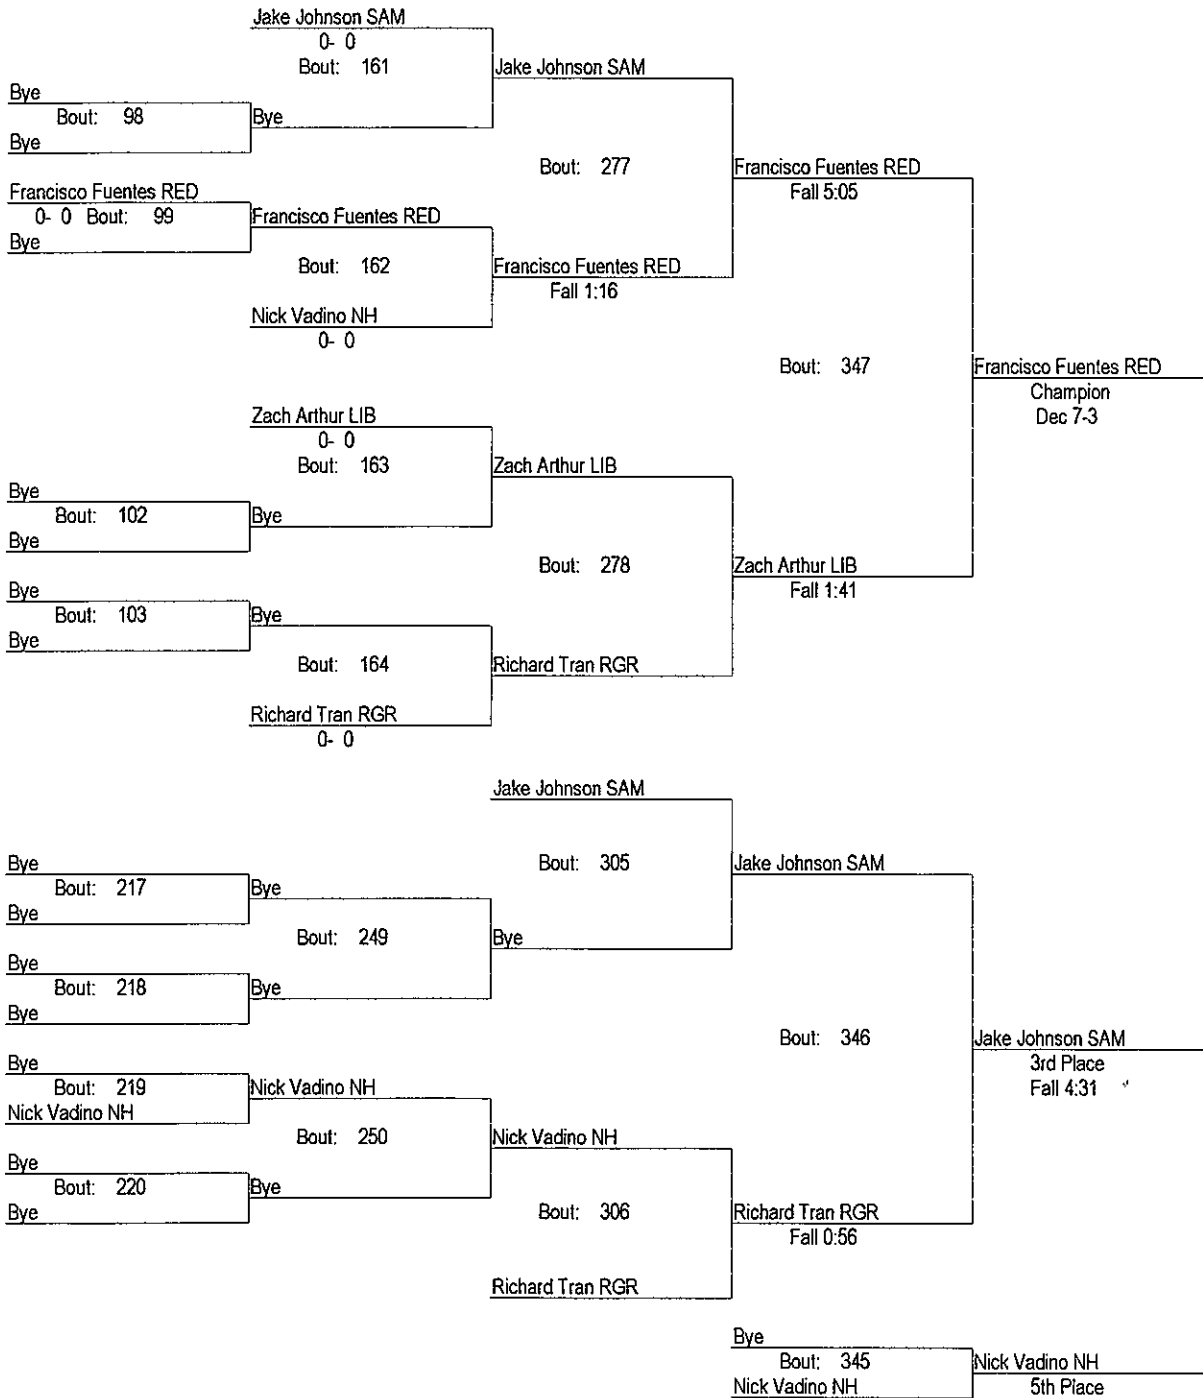 Jake Johnson SAM
0- 0
Bout: 161
Jake Johnson SAM
Bye
Bout: 98
Bye
Bye
Bout: 277
Francisco Fuentes RED
Fall 5:05
Francisco Fuentes RED
0- 0 Bout: 99
Francisco Fuentes RED
Bye
Bout: 162
Francisco Fuentes RED
Fall 1:16
Nick Vadino NH
0- 0
Bout: 347
Francisco Fuentes RED
Champion
Dec 7-3
Zach Arthur LIB
0- 0
Bout: 163
Zach Arthur LIB
Bye
Bout: 102
Bye
Bye
Bout: 278
Zach Arthur LIB
Fall 1:41
Bye
Bout: 103
Bye
Bye
Bout: 164
Richard Tran RGR
Richard Tran RGR
0- 0
Jake Johnson SAM
Bout: 305
Jake Johnson SAM
Bye
Bout: 217
Bye
Bye
Bout: 249
Bye
Bye
Bout: 218
Bye
Bye
Bout: 346
Jake Johnson SAM
3rd Place
Fall 4:31
Bye
Bout: 219
Nick Vadino NH
Nick Vadino NH
Bout: 250
Nick Vadino NH
Bye
Bout: 220
Bye
Bye
Bout: 306
Richard Tran RGR
Fall 0:56
Richard Tran RGR
Bye
Bout: 345
Nick Vadino NH
Nick Vadino NH
5th Place